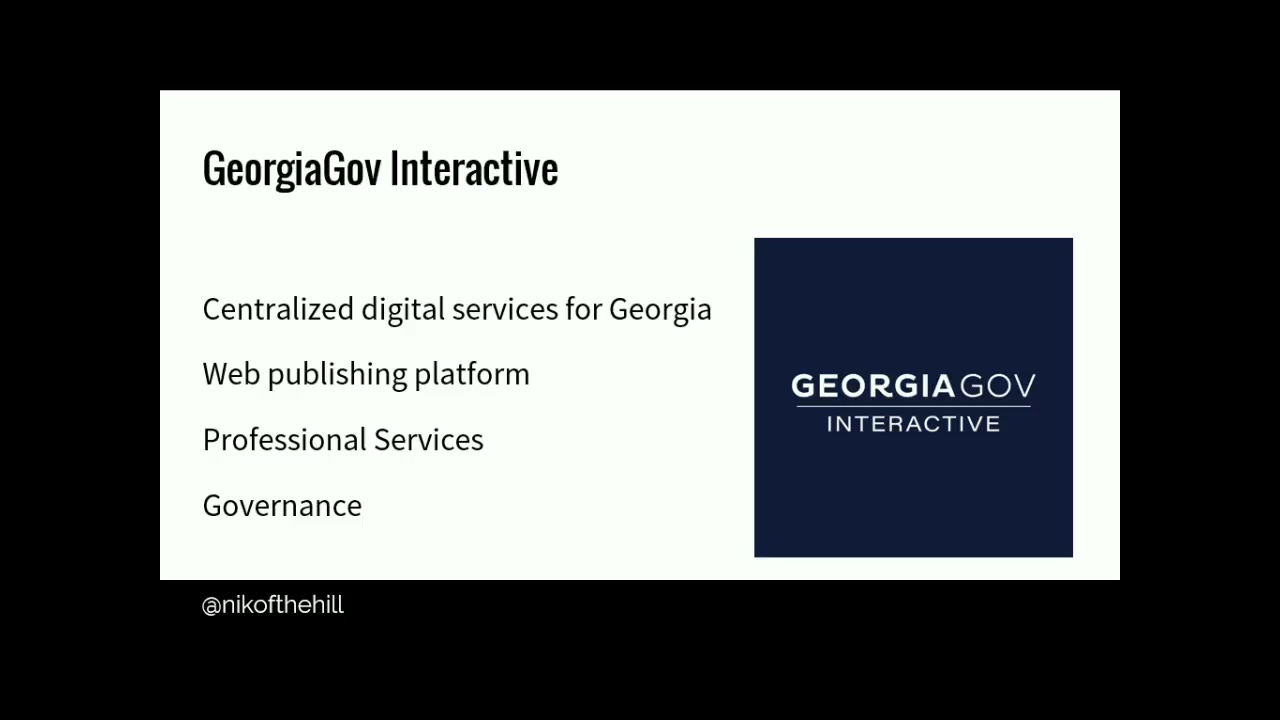 GeorgiaGov Interactive
Centralized digital services for Georgia
Web publishing platform
Professional Services
Governance
GEORGIAGOV
INTERACTIVE
@nikofthehill